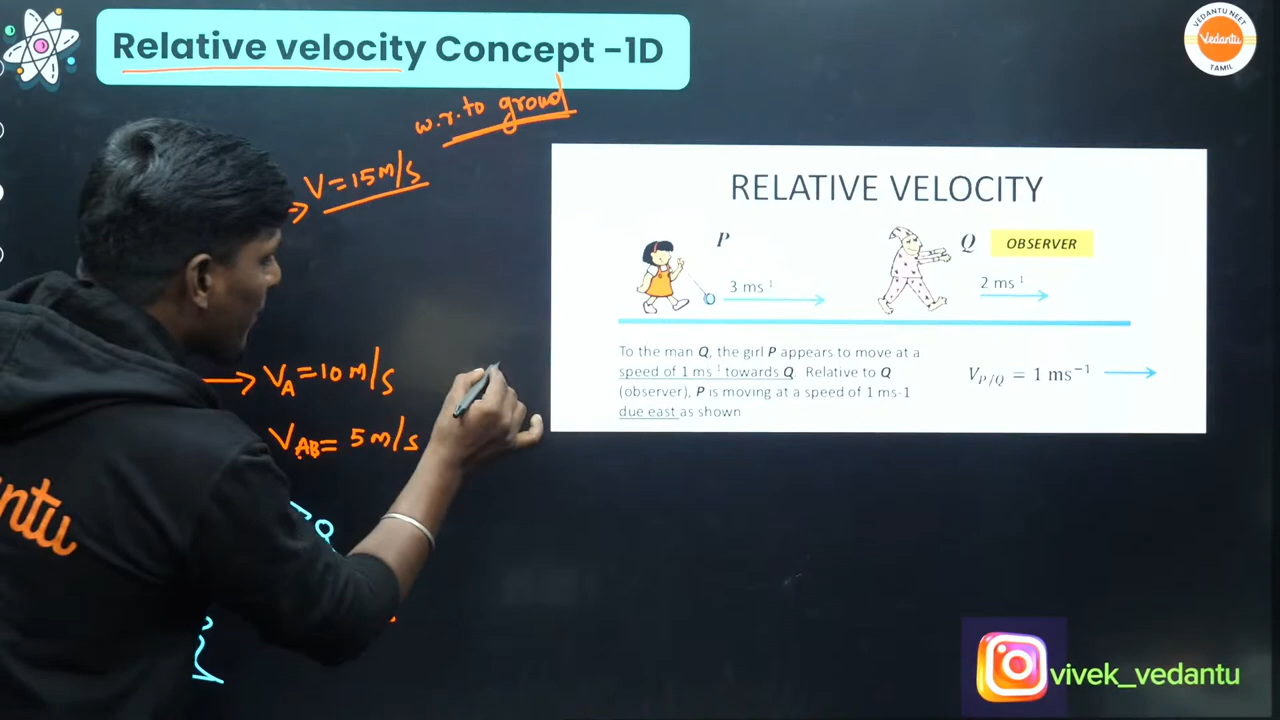 Relative velocity Concept -1D
VEDANTU NEET
Vedantu
TAMIL
w.r.to groud
V=15m/s
RELATIVE VELOCITY
P
Q
OBSERVER
3 ms⁻¹
2 ms⁻¹
To the man Q, the girl P appears to move at a
speed of 1 ms⁻¹ towards Q. Relative to Q
(observer), P is moving at a speed of 1 ms-1
due east as shown
V_P/Q = 1 ms⁻¹
V_A=10m/s
V_AB= 5m/s
ntu
vivek_vedantu